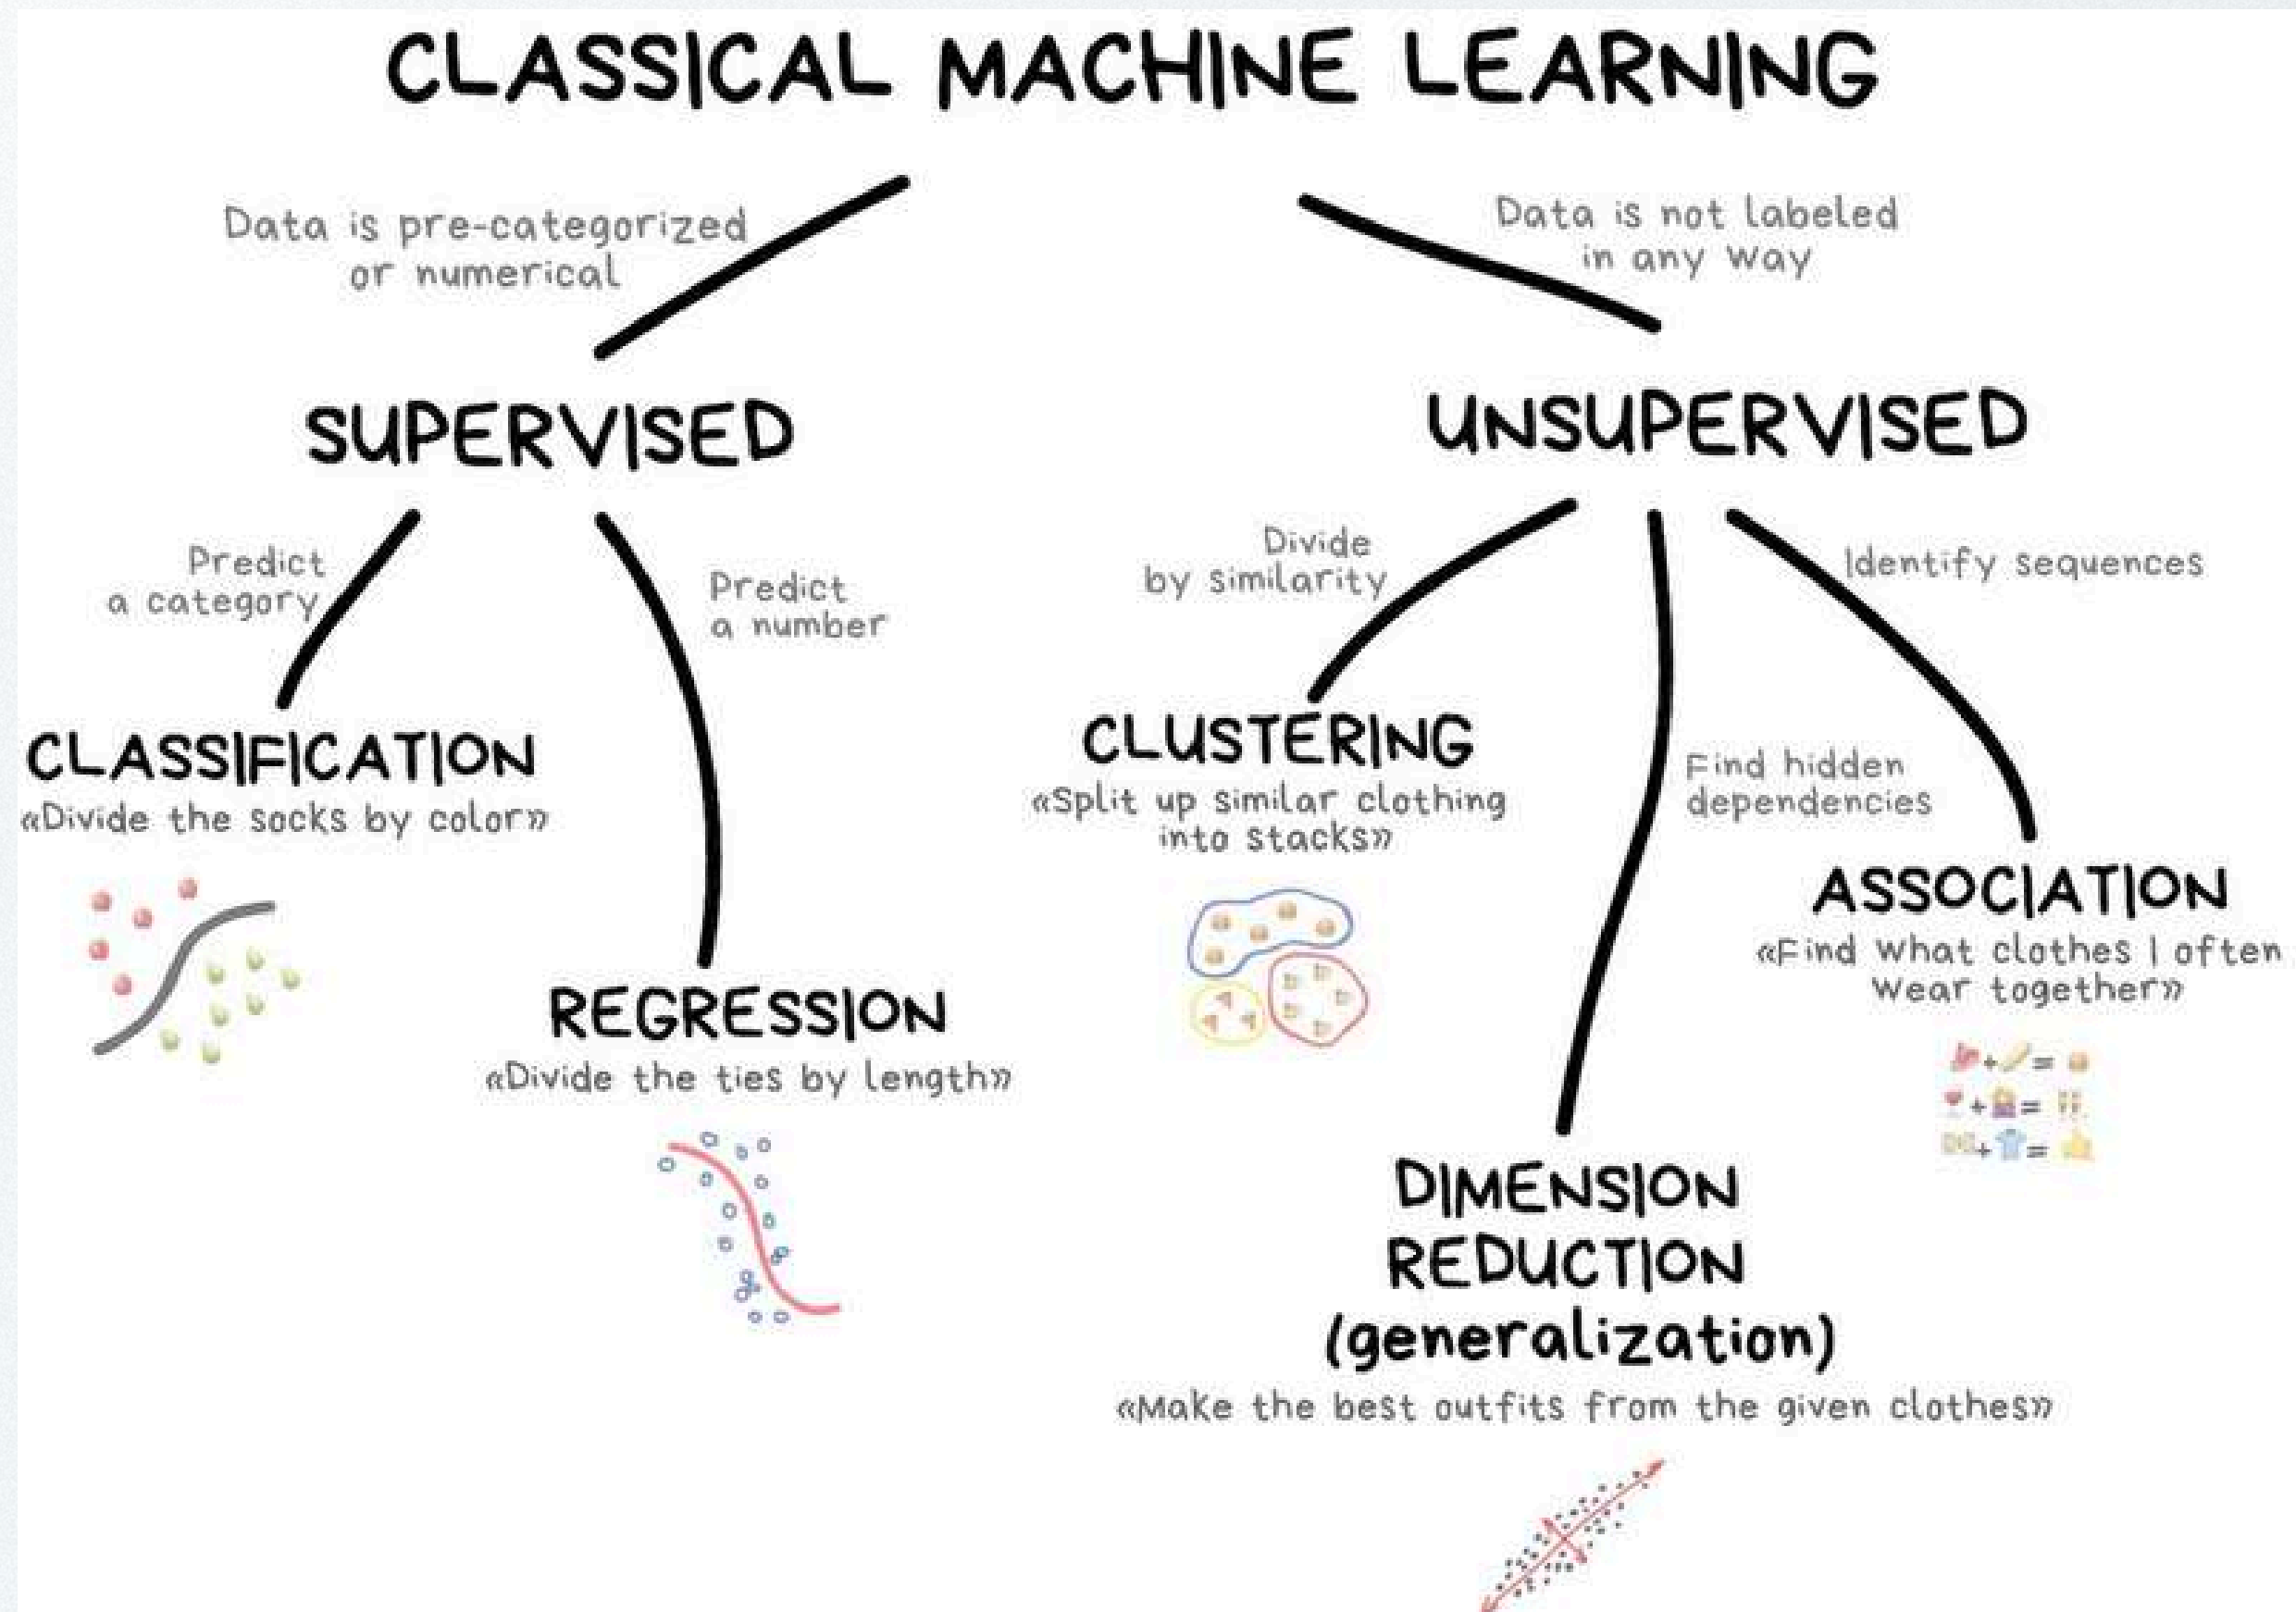 CLASSICAL MACHINE LEARNING
Data is pre-categorized
or numerical
Data is not labeled
in any way
SUPERVISED
UNSUPERVISED
Predict
a category
Predict
a number
Divide
by similarity
Identify sequences
CLASSIFICATION
«Divide the socks by color»
CLUSTERING
«Split up similar clothing
into stacks»
Find hidden
dependencies
ASSOCIATION
«Find what clothes I often
wear together»
REGRESSION
«Divide the ties by length»
+ =
+ =
+ =
DIMENSION
REDUCTION
(generalization)
«Make the best outfits from the given clothes»